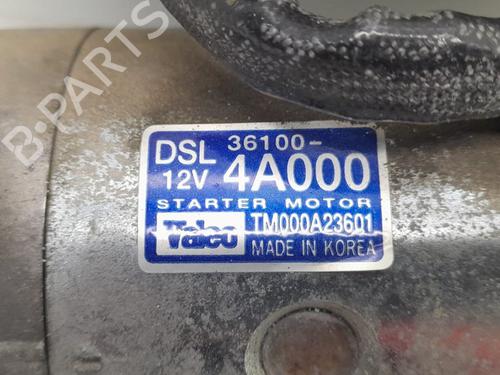 B-PARTS
DSL 36100-
12V 4A000
STARTER MOTOR
Valeo TM000A23601
MADE IN KOREA